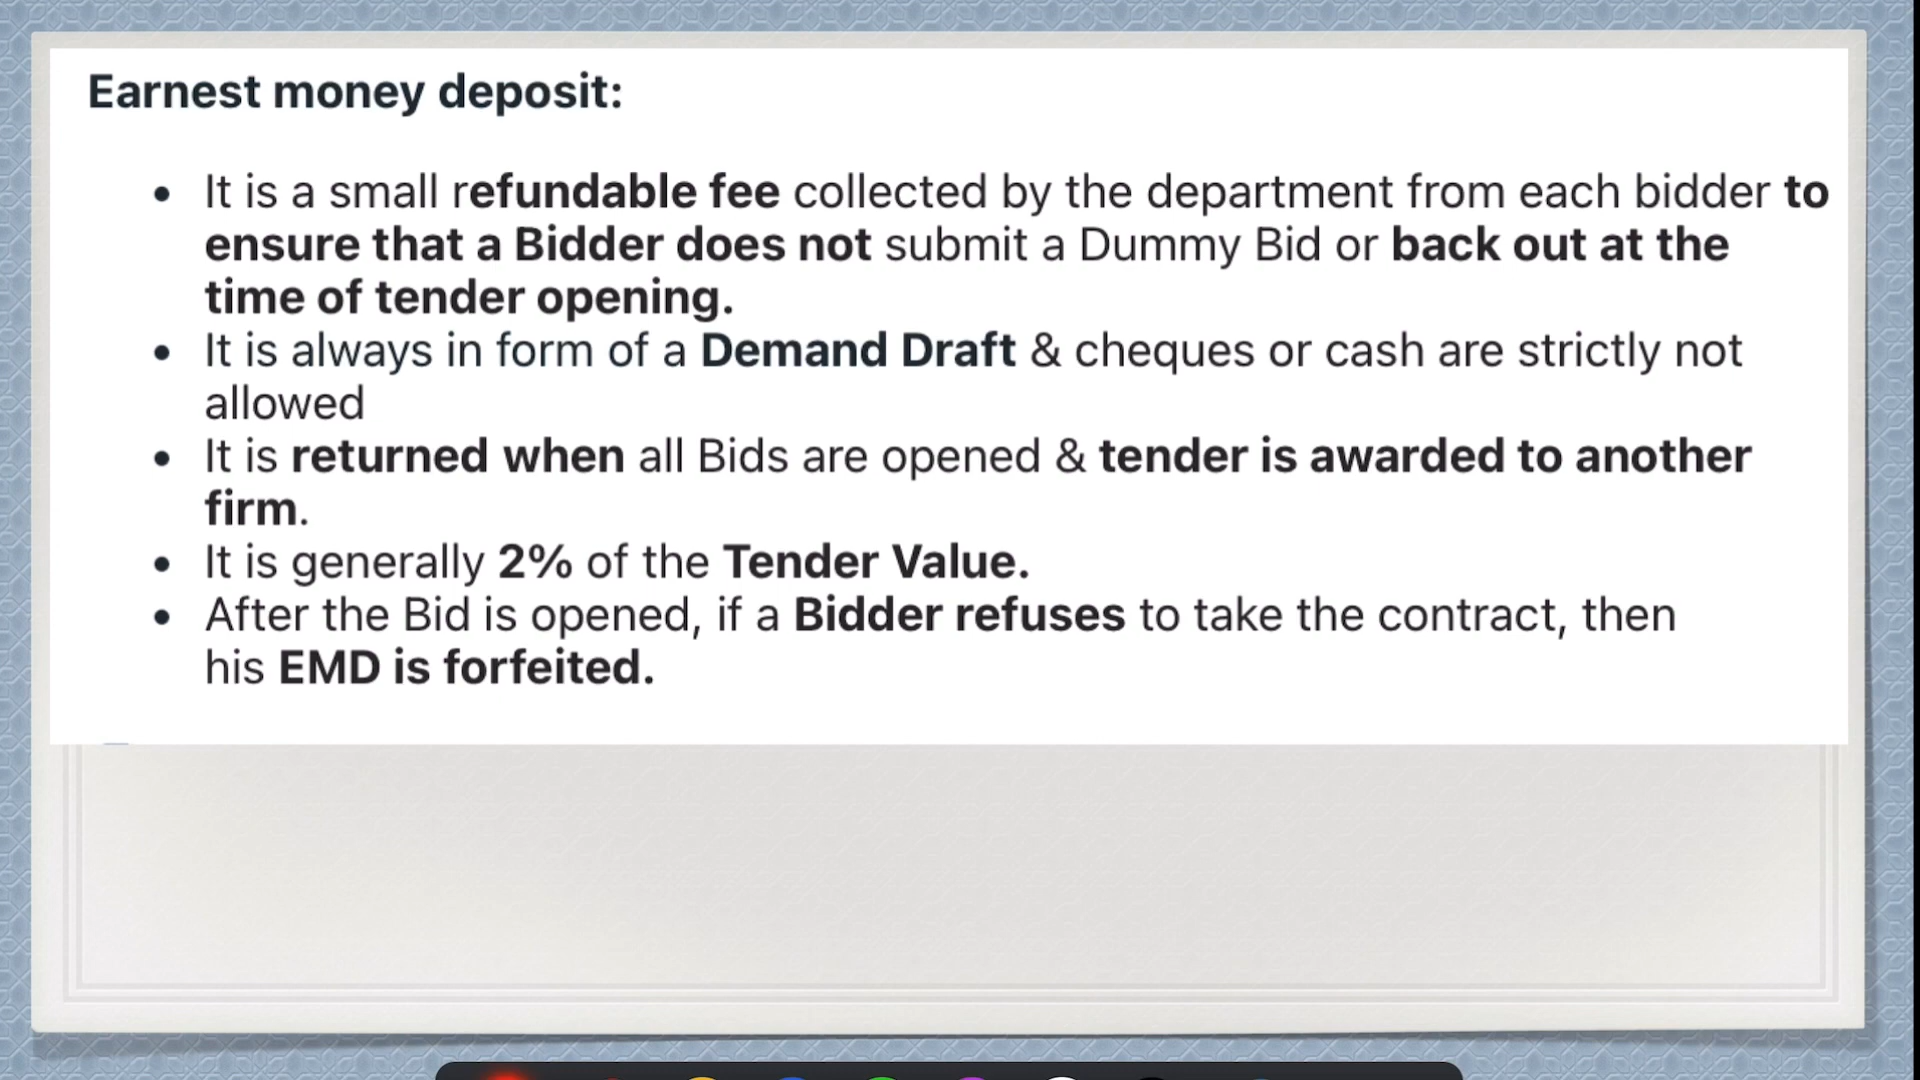 Earnest money deposit:
• It is a small refundable fee collected by the department from each bidder to
ensure that a Bidder does not submit a Dummy Bid or back out at the
time of tender opening.
• It is always in form of a Demand Draft & cheques or cash are strictly not
allowed
• It is returned when all Bids are opened & tender is awarded to another
firm.
• It is generally 2% of the Tender Value.
• After the Bid is opened, if a Bidder refuses to take the contract, then
his EMD is forfeited.